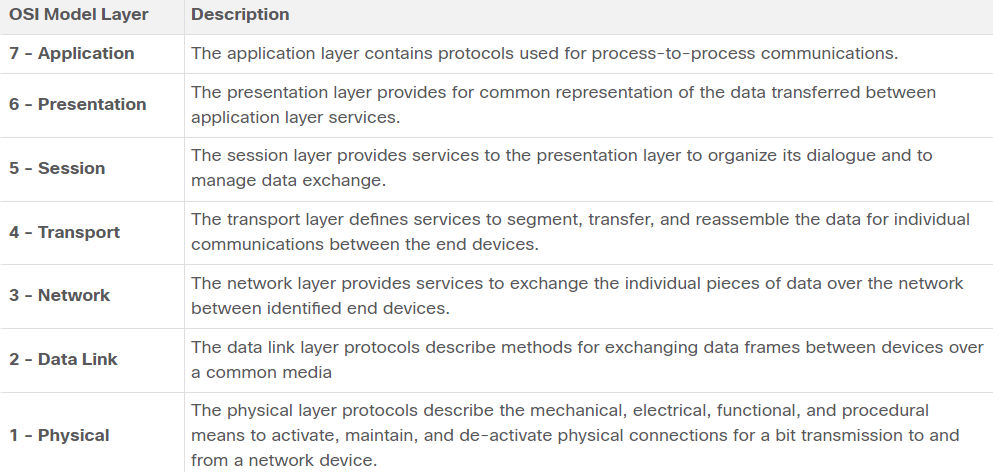 OSI Model Layer Description
7 - Application The application layer contains protocols used for process-to-process communications.
6 - Presentation The presentation layer provides for common representation of the data transferred between
application layer services.
5 - Session The session layer provides services to the presentation layer to organize its dialogue and to
manage data exchange.
4 - Transport The transport layer defines services to segment, transfer, and reassemble the data for individual
communications between the end devices.
3 - Network The network layer provides services to exchange the individual pieces of data over the network
between identified end devices.
2 - Data Link The data link layer protocols describe methods for exchanging data frames between devices over
a common media
1 - Physical The physical layer protocols describe the mechanical, electrical, functional, and procedural
means to activate, maintain, and de-activate physical connections for a bit transmission to and
from a network device.